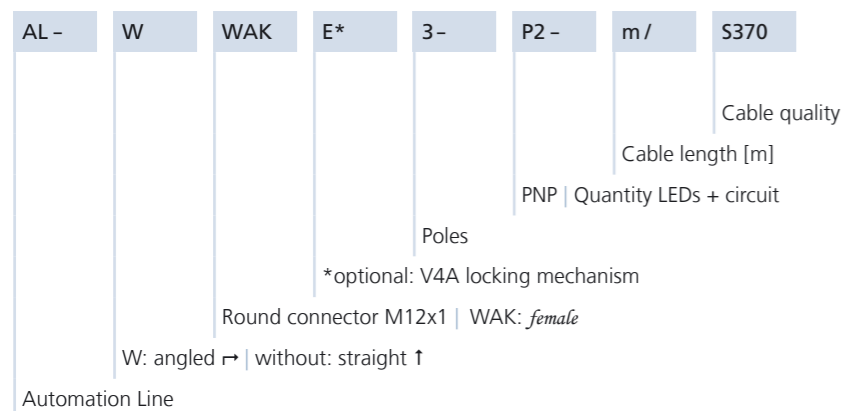 AL – W WAK E* 3 – P2 – m / S370
Cable quality
Cable length [m]
PNP | Quantity LEDs + circuit
Poles
*optional: V4A locking mechanism
Round connector M12x1 | WAK: female
W: angled ↱ | without: straight ↑
Automation Line